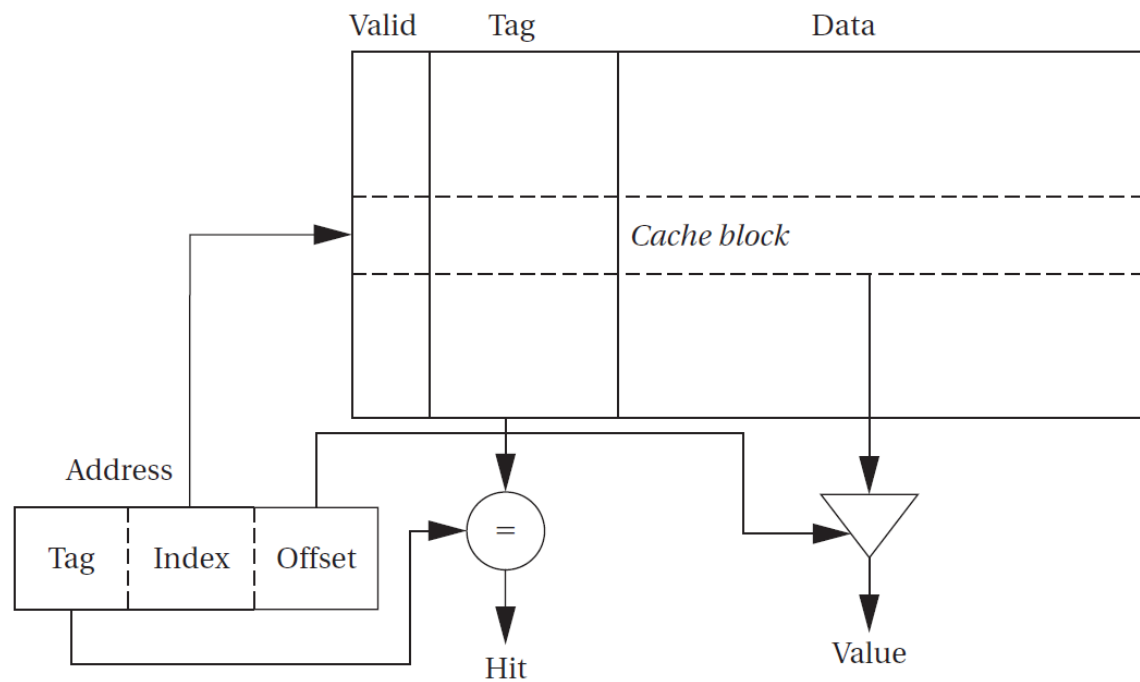 Valid Tag Data
Cache block
Address
Tag Index Offset
=
Hit
Value